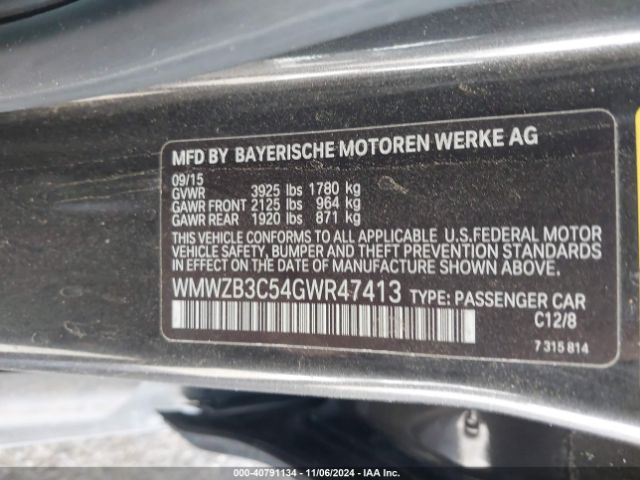 MFD BY BAYERISCHE MOTOREN WERKE AG
09/15
GVWR 3925 lbs 1780 kg
GAWR FRONT 2125 lbs 964 kg
GAWR REAR 1920 lbs 871 kg
THIS VEHICLE CONFORMS TO ALL APPLICABLE U.S.FEDERAL MOTOR
VEHICLE SAFETY, BUMPER AND THEFT PREVENTION STANDARDS
IN EFFECT ON THE DATE OF MANUFACTURE SHOWN ABOVE.
WMWZB3C54GWR47413 TYPE: PASSENGER CAR
C12/8
7 315 814
000-40791134 - 11/06/2024 - IAA Inc.